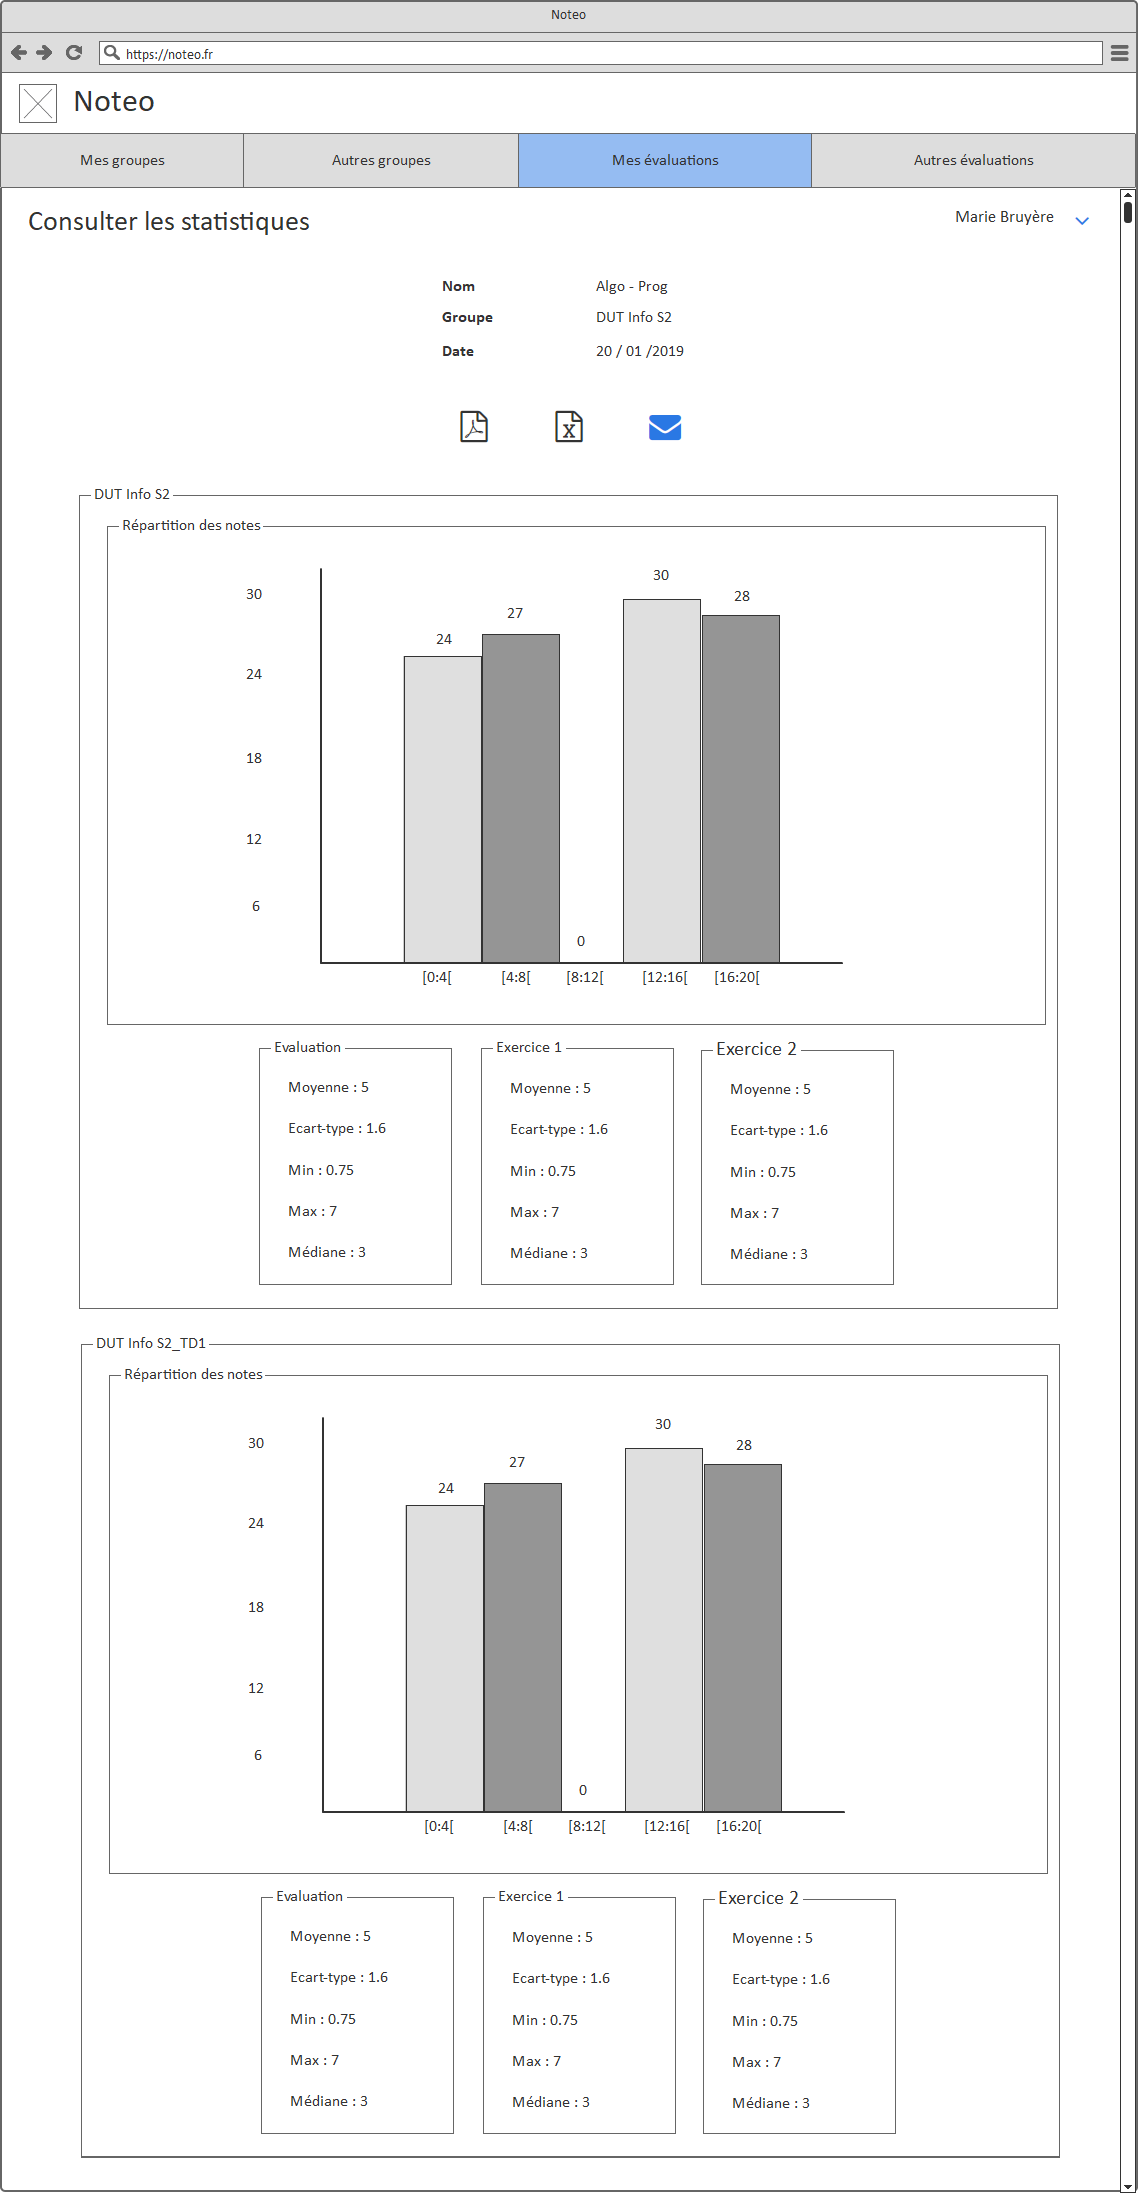 Noteo
https://noteo.fr
Noteo
Mes groupes
Autres groupes
Mes évaluations
Autres évaluations
Consulter les statistiques
Marie Bruyère
Nom Algo - Prog
Groupe DUT Info S2
Date 20 / 01 /2019
DUT Info S2
Répartition des notes
30
24
18
12
6
24
27
0
30
28
[0:4[
[4:8[
[8:12[
[12:16[
[16:20[
Evaluation
Moyenne : 5
Ecart-type : 1.6
Min : 0.75
Max : 7
Médiane : 3
Exercice 1
Moyenne : 5
Ecart-type : 1.6
Min : 0.75
Max : 7
Médiane : 3
Exercice 2
Moyenne : 5
Ecart-type : 1.6
Min : 0.75
Max : 7
Médiane : 3
DUT Info S2_TD1
Répartition des notes
30
24
18
12
6
24
27
0
30
28
[0:4[
[4:8[
[8:12[
[12:16[
[16:20[
Evaluation
Moyenne : 5
Ecart-type : 1.6
Min : 0.75
Max : 7
Médiane : 3
Exercice 1
Moyenne : 5
Ecart-type : 1.6
Min : 0.75
Max : 7
Médiane : 3
Exercice 2
Moyenne : 5
Ecart-type : 1.6
Min : 0.75
Max : 7
Médiane : 3